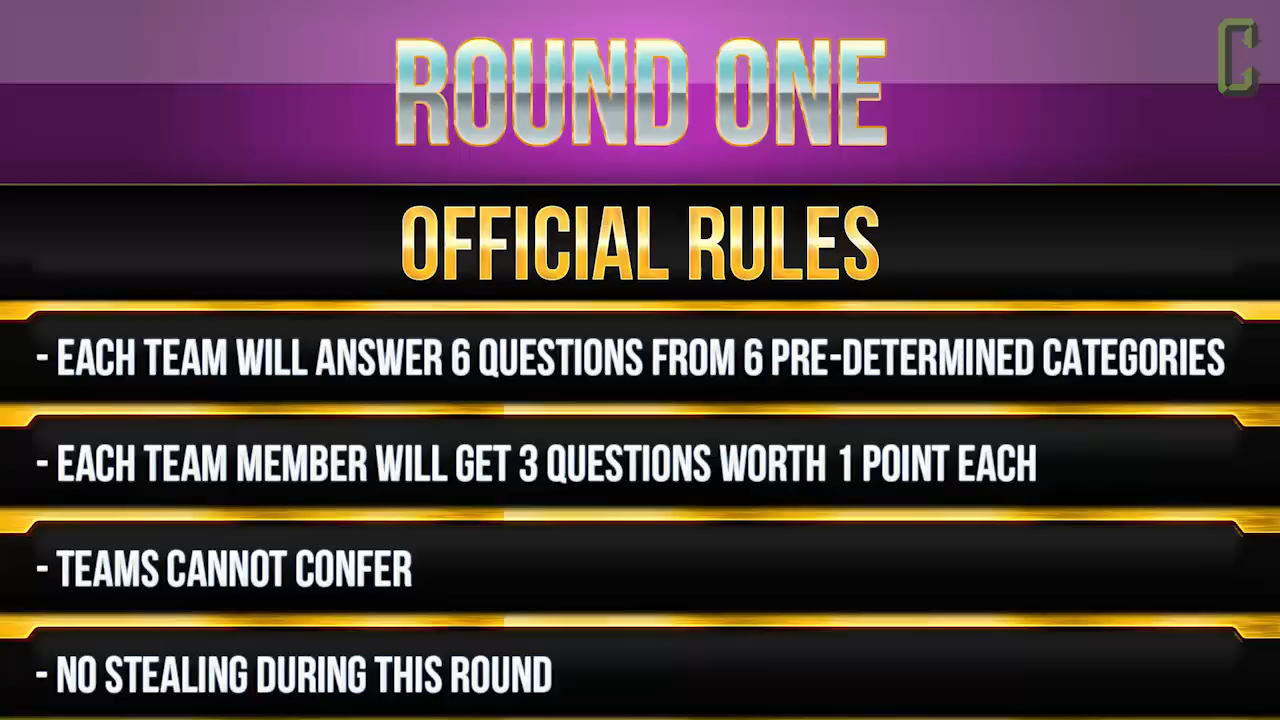 ROUND ONE
OFFICIAL RULES
- EACH TEAM WILL ANSWER 6 QUESTIONS FROM 6 PRE-DETERMINED CATEGORIES
- EACH TEAM MEMBER WILL GET 3 QUESTIONS WORTH 1 POINT EACH
- TEAMS CANNOT CONFER
- NO STEALING DURING THIS ROUND